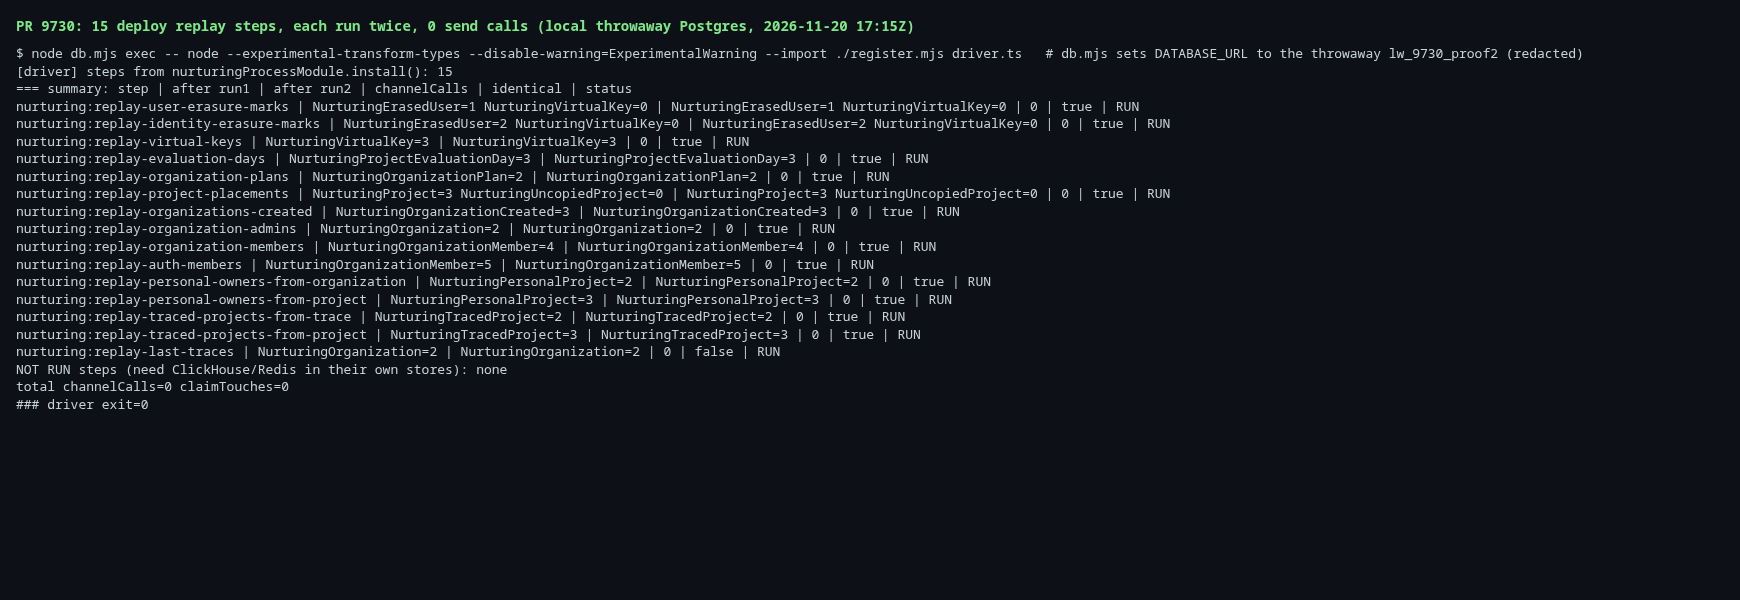 PR 9730: 15 deploy replay steps, each run twice, 0 send calls (local throwaway Postgres, 2026-11-20 17:15Z)
$ node db.mjs exec -- node --experimental-transform-types --disable-warning=ExperimentalWarning --import ./register.mjs driver.ts   # db.mjs sets DATABASE_URL to the throwaway lw_9730_proof2 (redacted)
[driver] steps from nurturingProcessModule.install(): 15
=== summary: step | after run1 | after run2 | channelCalls | identical | status
nurturing:replay-user-erasure-marks | NurturingErasedUser=1 NurturingVirtualKey=0 | NurturingErasedUser=1 NurturingVirtualKey=0 | 0 | true | RUN
nurturing:replay-identity-erasure-marks | NurturingErasedUser=2 NurturingVirtualKey=0 | NurturingErasedUser=2 NurturingVirtualKey=0 | 0 | true | RUN
nurturing:replay-virtual-keys | NurturingVirtualKey=3 | NurturingVirtualKey=3 | 0 | true | RUN
nurturing:replay-evaluation-days | NurturingProjectEvaluationDay=3 | NurturingProjectEvaluationDay=3 | 0 | true | RUN
nurturing:replay-organization-plans | NurturingOrganizationPlan=2 | NurturingOrganizationPlan=2 | 0 | true | RUN
nurturing:replay-project-placements | NurturingProject=3 NurturingUncopiedProject=0 | NurturingProject=3 NurturingUncopiedProject=0 | 0 | true | RUN
nurturing:replay-organizations-created | NurturingOrganizationCreated=3 | NurturingOrganizationCreated=3 | 0 | true | RUN
nurturing:replay-organization-admins | NurturingOrganization=2 | NurturingOrganization=2 | 0 | true | RUN
nurturing:replay-organization-members | NurturingOrganizationMember=4 | NurturingOrganizationMember=4 | 0 | true | RUN
nurturing:replay-auth-members | NurturingOrganizationMember=5 | NurturingOrganizationMember=5 | 0 | true | RUN
nurturing:replay-personal-owners-from-organization | NurturingPersonalProject=2 | NurturingPersonalProject=2 | 0 | true | RUN
nurturing:replay-personal-owners-from-project | NurturingPersonalProject=3 | NurturingPersonalProject=3 | 0 | true | RUN
nurturing:replay-traced-projects-from-trace | NurturingTracedProject=2 | NurturingTracedProject=2 | 0 | true | RUN
nurturing:replay-traced-projects-from-project | NurturingTracedProject=3 | NurturingTracedProject=3 | 0 | true | RUN
nurturing:replay-last-traces | NurturingOrganization=2 | NurturingOrganization=2 | 0 | false | RUN
NOT RUN steps (need ClickHouse/Redis in their own stores): none
total channelCalls=0 claimTouches=0
### driver exit=0